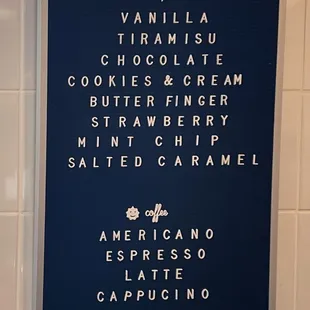 VANILLA
TIRAMISU
CHOCOLATE
COOKIES & CREAM
BUTTER FINGER
STRAWBERRY
MINT CHIP
SALTED CARAMEL
coffee
AMERICANO
ESPRESSO
LATTE
CAPPUCINO